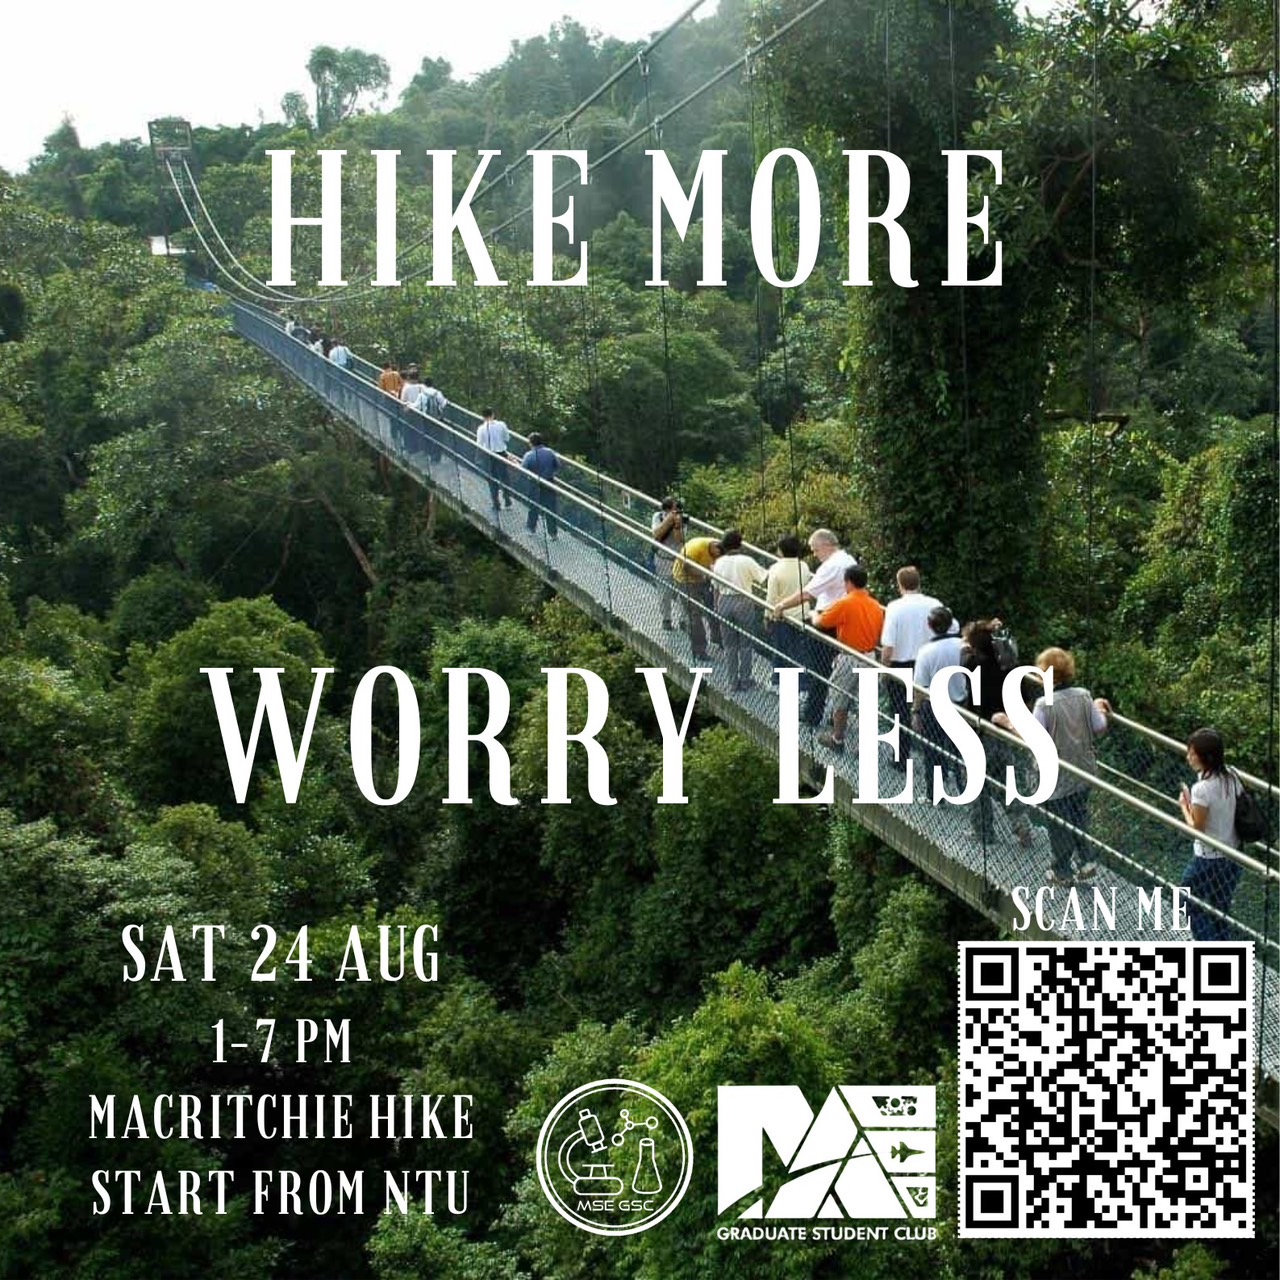 HIKE MORE
WORRY LESS
SCAN ME
SAT 24 AUG
1-7 PM
MACRITCHIE HIKE
START FROM NTU
MSE GSC
MAE
GRADUATE STUDENT CLUB